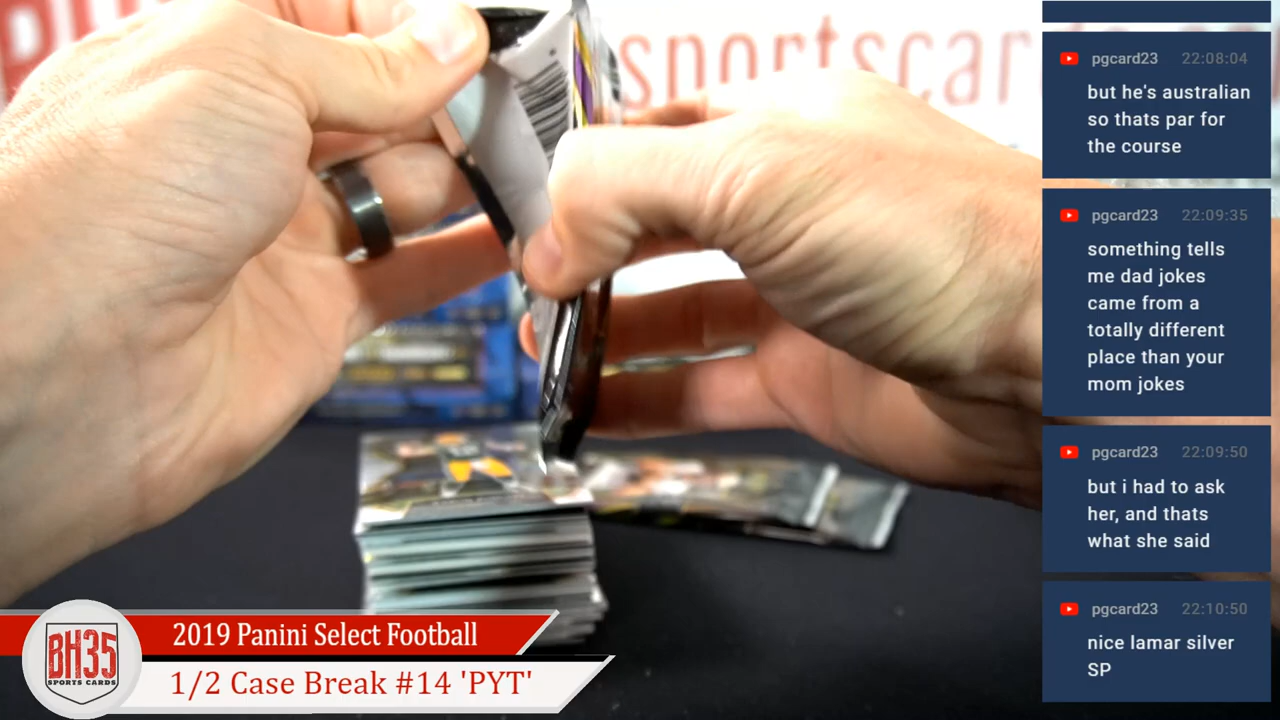 sportscar
pgcard23 22:08:04
but he's australian
so thats par for
the course
pgcard23 22:09:35
something tells
me dad jokes
came from a
totally different
place than your
mom jokes
pgcard23 22:09:50
but i had to ask
her, and thats
what she said
pgcard23 22:10:50
nice lamar silver
SP
BH35
SPORTS CARDS
2019 Panini Select Football
1/2 Case Break #14 'PYT'